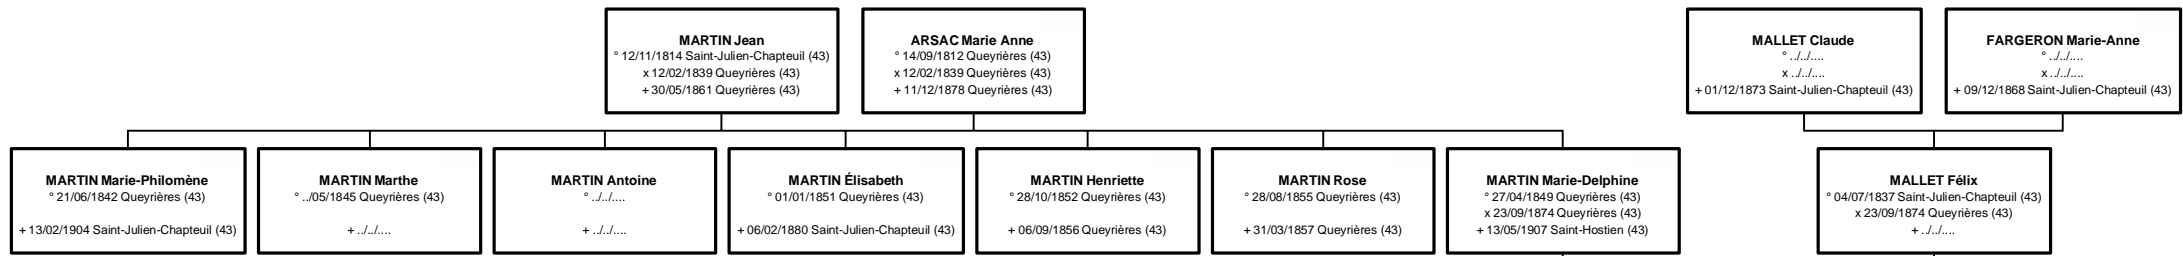 MARTIN Jean
° 12/11/1814 Saint-Julien-Chapteuil (43)
x 12/02/1839 Queyrières (43)
+ 30/05/1861 Queyrières (43)
ARSAC Marie Anne
° 14/09/1812 Queyrières (43)
x 12/02/1839 Queyrières (43)
+ 11/12/1878 Queyrières (43)
MALLET Claude
° ../../....
x ../../....
+ 01/12/1873 Saint-Julien-Chapteuil (43)
FARGERON Marie-Anne
° ../../....
x ../../....
+ 09/12/1868 Saint-Julien-Chapteuil (43)
MARTIN Marie-Philomène
° 21/06/1842 Queyrières (43)
+ 13/02/1904 Saint-Julien-Chapteuil (43)
MARTIN Marthe
° ../05/1845 Queyrières (43)
+ ../../....
MARTIN Antoine
° ../../....
+ ../../....
MARTIN Élisabeth
° 01/01/1851 Queyrières (43)
+ 06/02/1880 Saint-Julien-Chapteuil (43)
MARTIN Henriette
° 28/10/1852 Queyrières (43)
+ 06/09/1856 Queyrières (43)
MARTIN Rose
° 28/08/1855 Queyrières (43)
+ 31/03/1857 Queyrières (43)
MARTIN Marie-Delphine
° 27/04/1849 Queyrières (43)
x 23/09/1874 Queyrières (43)
+ 13/05/1907 Saint-Hostien (43)
MALLET Félix
° 04/07/1837 Saint-Julien-Chapteuil (43)
x 23/09/1874 Queyrières (43)
+ ../../....